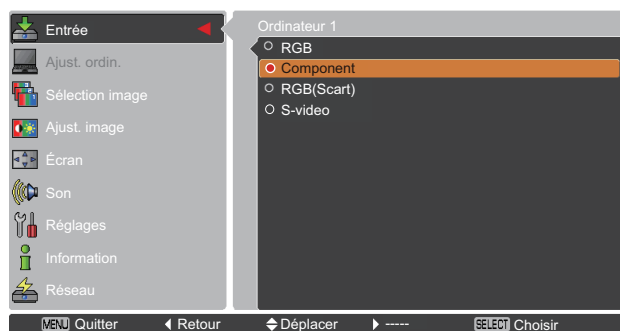 Entrée
Ajust. ordin.
Sélection image
Ajust. image
Écran
Son
Réglages
Information
Réseau
Ordinateur 1
RGB
Component
RGB(Scart)
S-video
MENU Quitter Retour Déplacer ----- SELECT Choisir